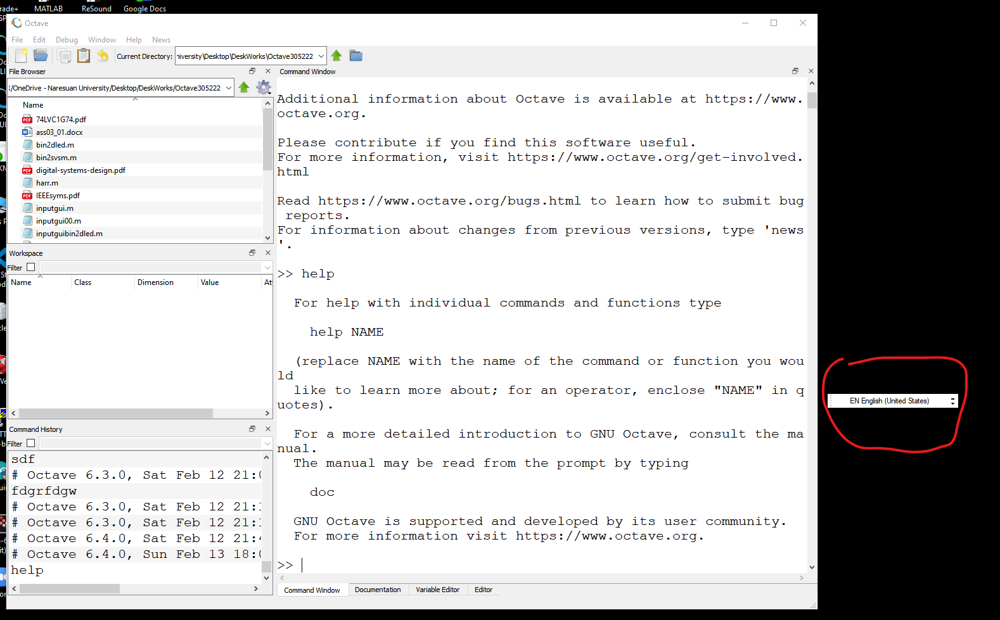 MATLAB
ReSound
Google Docs
Octave
File Edit Debug Window Help News
Current Directory:
niversity\Desktop\DeskWorks\Octave305222
File Browser
/OneDrive - Naresuan University/Desktop/DeskWorks/Octave305222
Name
74LVC1G74.pdf
ass03_01.docx
bin2dled.m
bin2svsm.m
digital-systems-design.pdf
harr.m
IEEEsyms.pdf
inputgui.m
inputgui00.m
inputguibin2dled.m
Workspace
Filter
Name Class Dimension Value At
Command History
Filter
sdf
# Octave 6.3.0, Sat Feb 12 21:
fdgrfdgw
# Octave 6.3.0, Sat Feb 12 21:
# Octave 6.3.0, Sat Feb 12 21:
# Octave 6.4.0, Sat Feb 12 21:
# Octave 6.4.0, Sun Feb 13 18:
help
Command Window
Additional information about Octave is available at https://www.
octave.org.
Please contribute if you find this software useful.
For more information, visit https://www.octave.org/get-involved.
html
Read https://www.octave.org/bugs.html to learn how to submit bug
reports.
For information about changes from previous versions, type 'news
'.
>> help
For help with individual commands and functions type
help NAME
(replace NAME with the name of the command or function you wou
ld
like to learn more about; for an operator, enclose "NAME" in q
uotes).
For a more detailed introduction to GNU Octave, consult the ma
nual.
The manual may be read from the prompt by typing
doc
GNU Octave is supported and developed by its user community.
For more information visit https://www.octave.org.
>>
Command Window Documentation Variable Editor Editor
EN English (United States)